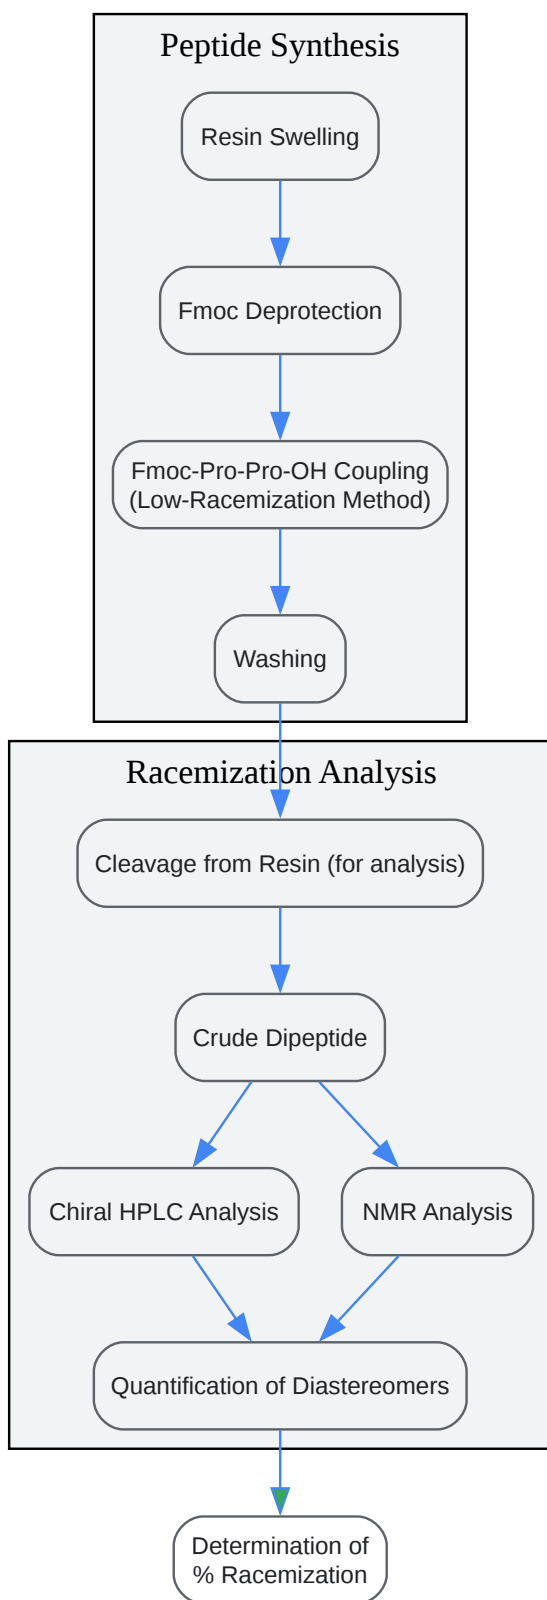 Peptide Synthesis
Resin Swelling
Fmoc Deprotection
Fmoc-Pro-Pro-OH Coupling
(Low-Racemization Method)
Washing
Racemization Analysis
Cleavage from Resin (for analysis)
Crude Dipeptide
Chiral HPLC Analysis
NMR Analysis
Quantification of Diastereomers
Determination of
% Racemization